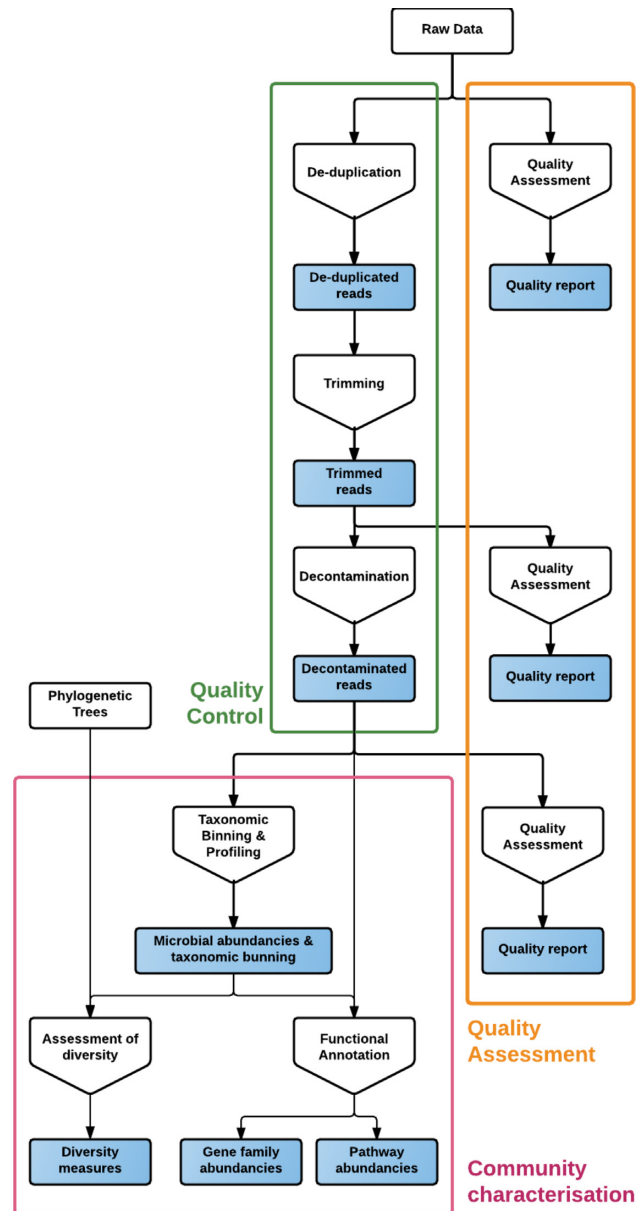 Raw Data
De-duplication
Quality
Assessment
De-duplicated
reads
Quality report
Trimming
Trimmed
reads
Decontamination
Quality
Assessment
Decontaminated
reads
Quality report
Quality
Control
Phylogenetic
Trees
Taxonomic
Binning &
Profiling
Quality
Assessment
Microbial abundancies &
taxonomic bunning
Quality report
Assessment of
diversity
Functional
Annotation
Quality
Assessment
Diversity
measures
Gene family
abundancies
Pathway
abundancies
Community
characterisation